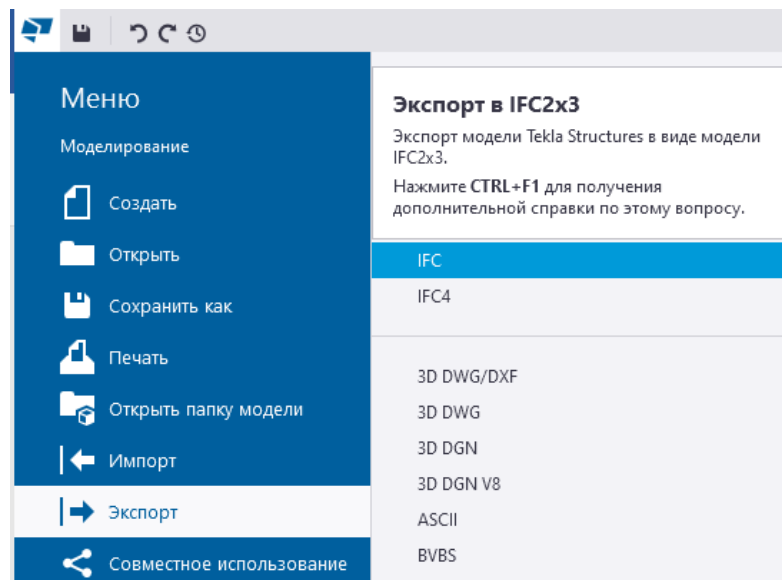 Меню
Моделирование
Создать
Открыть
Сохранить как
Печать
Открыть папку модели
Импорт
Экспорт
Совместное использование
Экспорт в IFC2x3
Экспорт модели Tekla Structures в виде модели
IFC2x3.
Нажмите CTRL+F1 для получения
дополнительной справки по этому вопросу.
IFC
IFC4
3D DWG/DXF
3D DWG
3D DGN
3D DGN V8
ASCII
BVBS